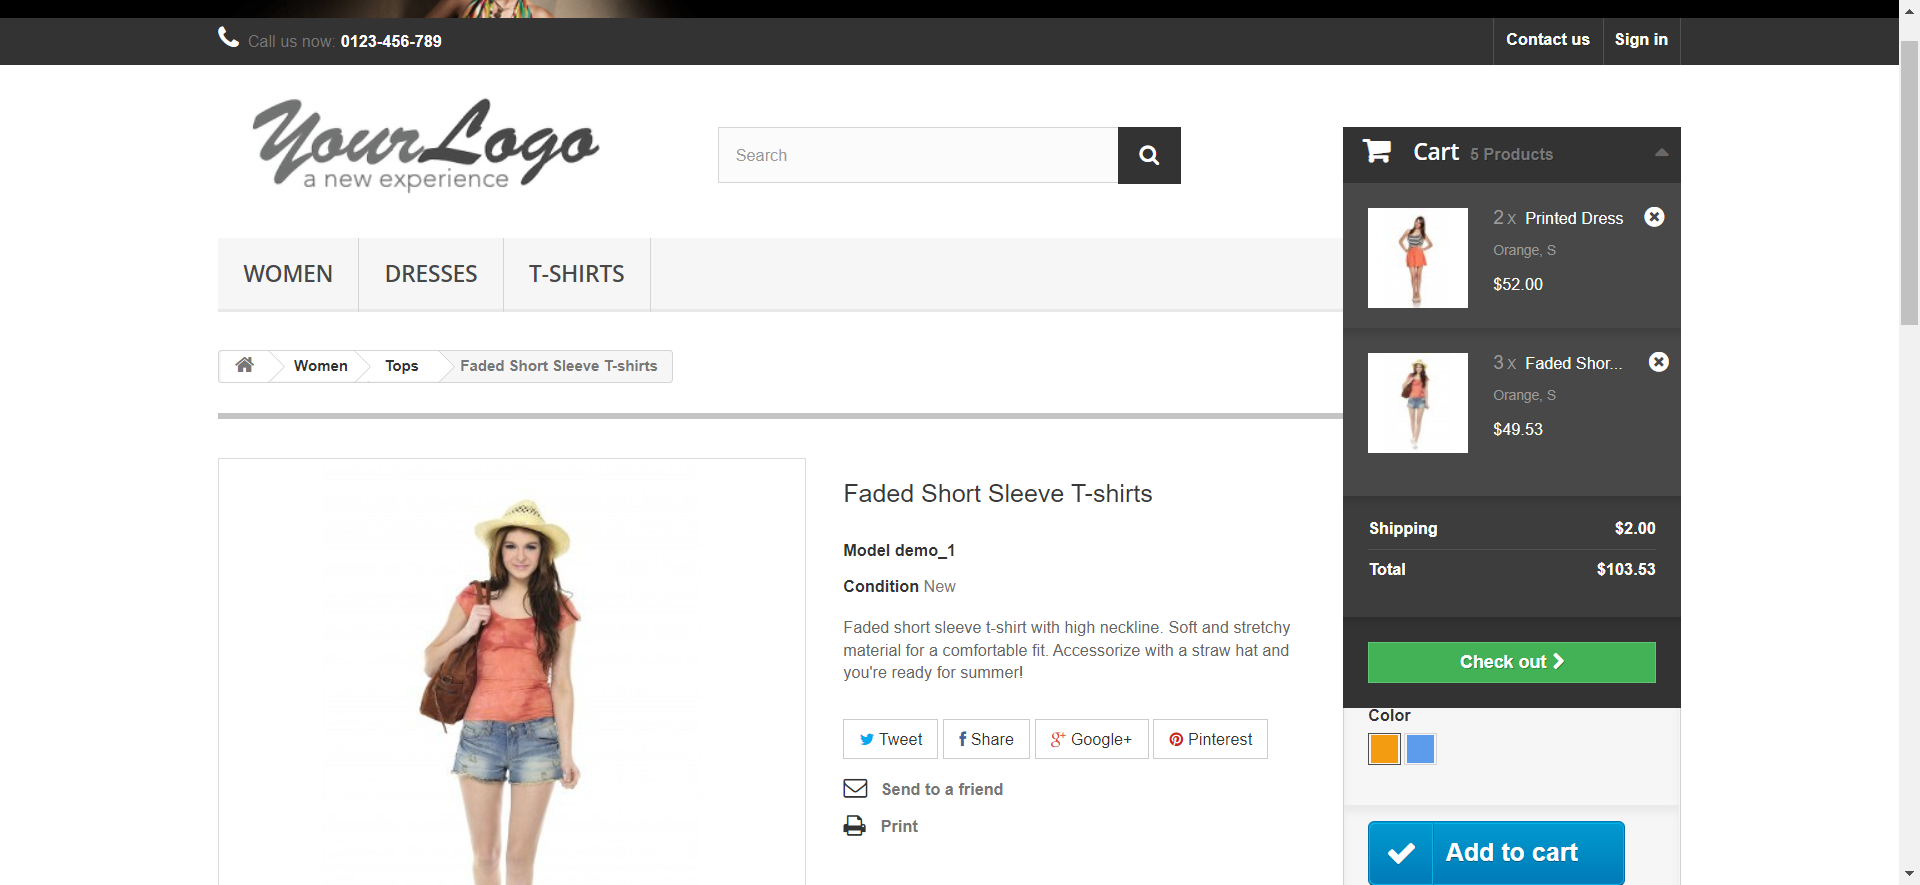 Call us now: 0123-456-789
Contact us
Sign in
Your Logo
a new experience
Search
Cart 5 Products
2 x Printed Dress
Orange, S
$52.00
WOMEN
DRESSES
T-SHIRTS
Women
Tops
Faded Short Sleeve T-shirts
3 x Faded Shor...
Orange, S
$49.53
Faded Short Sleeve T-shirts
Model demo_1
Condition New
Faded short sleeve t-shirt with high neckline. Soft and stretchy
material for a comfortable fit. Accessorize with a straw hat and
you're ready for summer!
Shipping $2.00
Total $103.53
Check out
Color
Tweet
Share
Google+
Pinterest
Send to a friend
Print
Add to cart